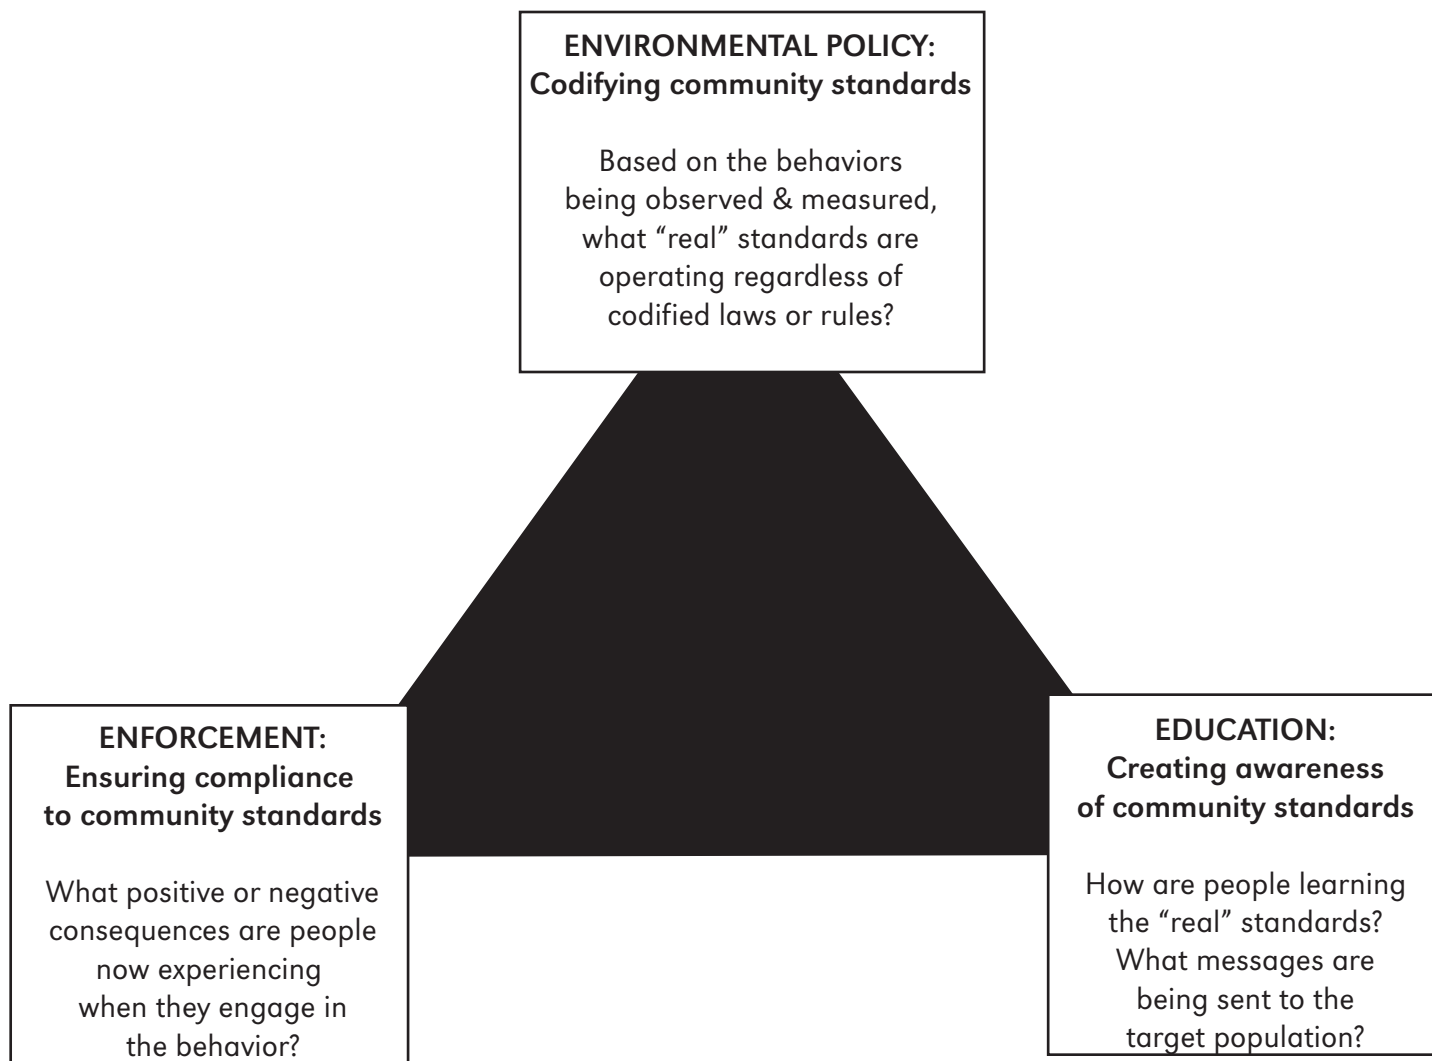 ENVIRONMENTAL POLICY:
Codifying community standards
Based on the behaviors
being observed & measured,
what “real” standards are
operating regardless of
codified laws or rules?
ENFORCEMENT:
Ensuring compliance
to community standards
What positive or negative
consequences are people
now experiencing
when they engage in
the behavior?
EDUCATION:
Creating awareness
of community standards
How are people learning
the “real” standards?
What messages are
being sent to the
target population?